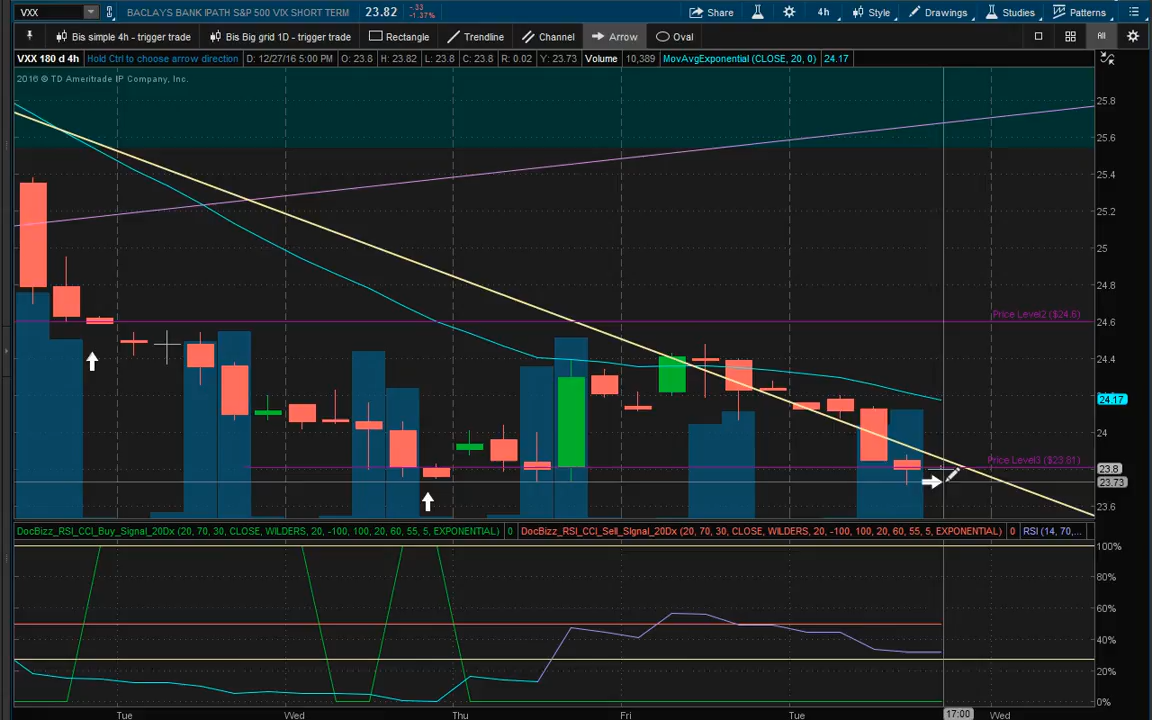 VXX BACLAYS BANK IPATH S&P 500 VIX SHORT TERM 23.82 -.33 -1.37% Share 4h Style Drawings Studies Patterns
Bis simple 4h - trigger trade Bis Big grid 1D - trigger trade Rectangle Trendline Channel Arrow Oval All
VXX 180 d 4h Hold Ctrl to choose arrow direction D: 12/27/16 5:00 PM O: 23.8 H: 23.82 L: 23.8 C: 23.8 R: 0.02 Y: 23.73 Volume 10,389 MovAvgExponential (CLOSE, 20, 0) 24.17
2016 © TD Ameritrade IP Company, Inc.
25.8
25.6
25.4
25.2
25
24.8
Price Level2 ($24.6)
24.6
24.4
24.17
24
Price Level3 ($23.81)
23.8
23.73
23.6
DocBizz_RSI_CCI_Buy_Signal_20Dx (20, 70, 30, CLOSE, WILDERS, 20, -100, 100, 20, 60, 55, 5, EXPONENTIAL) 0 DocBizz_RSI_CCI_Sell_Signal_20Dx (20, 70, 30, CLOSE, WILDERS, 20, -100, 100, 20, 60, 55, 5, EXPONENTIAL) 0 RSI (14, 70,...
100%
80%
60%
40%
20%
0%
Tue Wed Thu Fri Tue 17:00 Wed